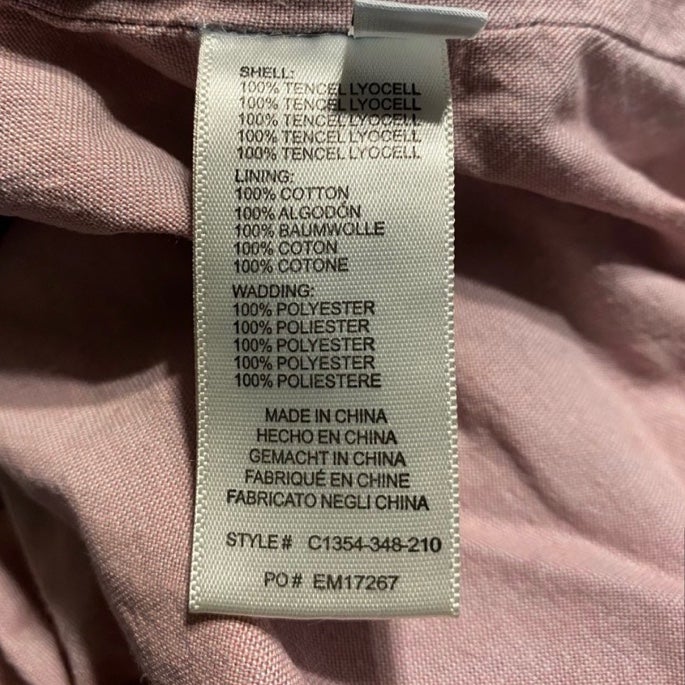 SHELL:
100% TENCEL LYOCELL
100% TENCEL LYOCELL
100% TENCEL LYOCELL
100% TENCEL LYOCELL
100% TENCEL LYOCELL
LINING:
100% COTTON
100% ALGODÓN
100% BAUMWOLLE
100% COTON
100% COTONE
WADDING:
100% POLYESTER
100% POLIESTER
100% POLYESTER
100% POLYESTER
100% POLIESTERE
MADE IN CHINA
HECHO EN CHINA
GEMACHT IN CHINA
FABRIQUÉ EN CHINE
FABRICATO NEGLI CHINA
STYLE # C1354-348-210
PO # EM17267